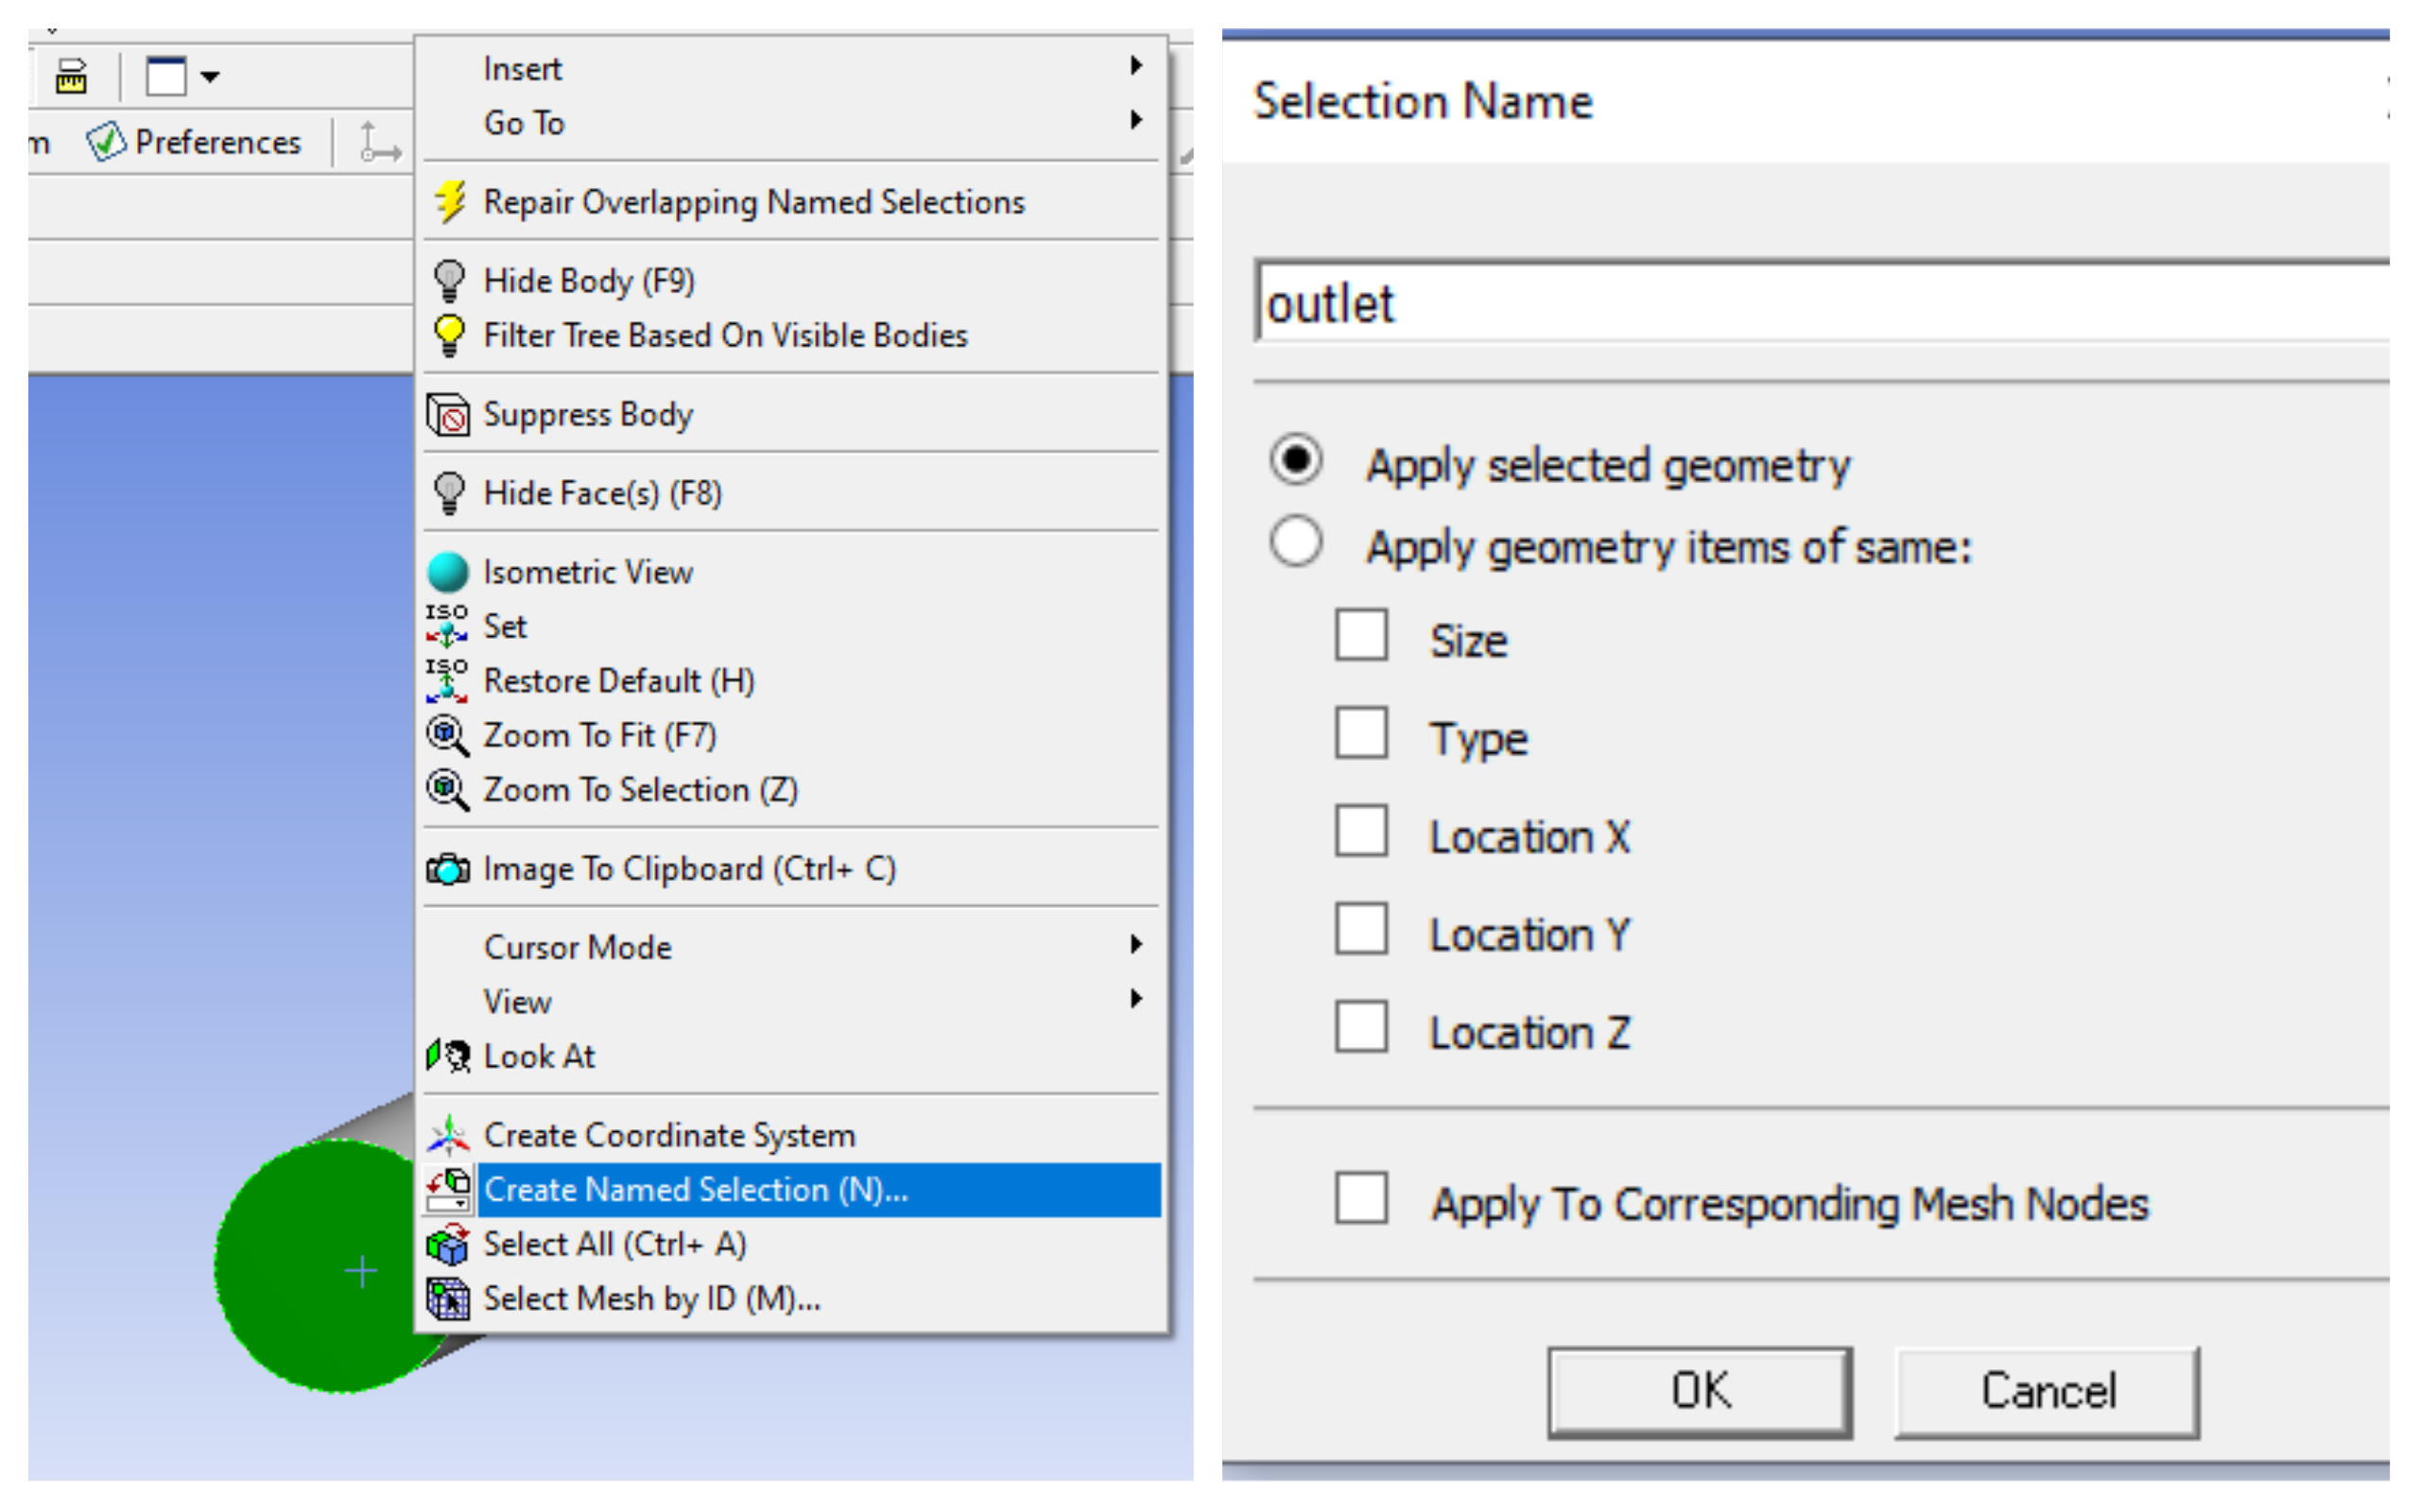 m Preferences
Insert
Go To
Repair Overlapping Named Selections
Hide Body (F9)
Filter Tree Based On Visible Bodies
Suppress Body
Hide Face(s) (F8)
Isometric View
ISO Set
ISO Restore Default (H)
Zoom To Fit (F7)
Zoom To Selection (Z)
Image To Clipboard (Ctrl+ C)
Cursor Mode
View
Look At
Create Coordinate System
Create Named Selection (N)...
Select All (Ctrl+ A)
Select Mesh by ID (M)...
Selection Name
outlet
Apply selected geometry
Apply geometry items of same:
Size
Type
Location X
Location Y
Location Z
Apply To Corresponding Mesh Nodes
OK Cancel